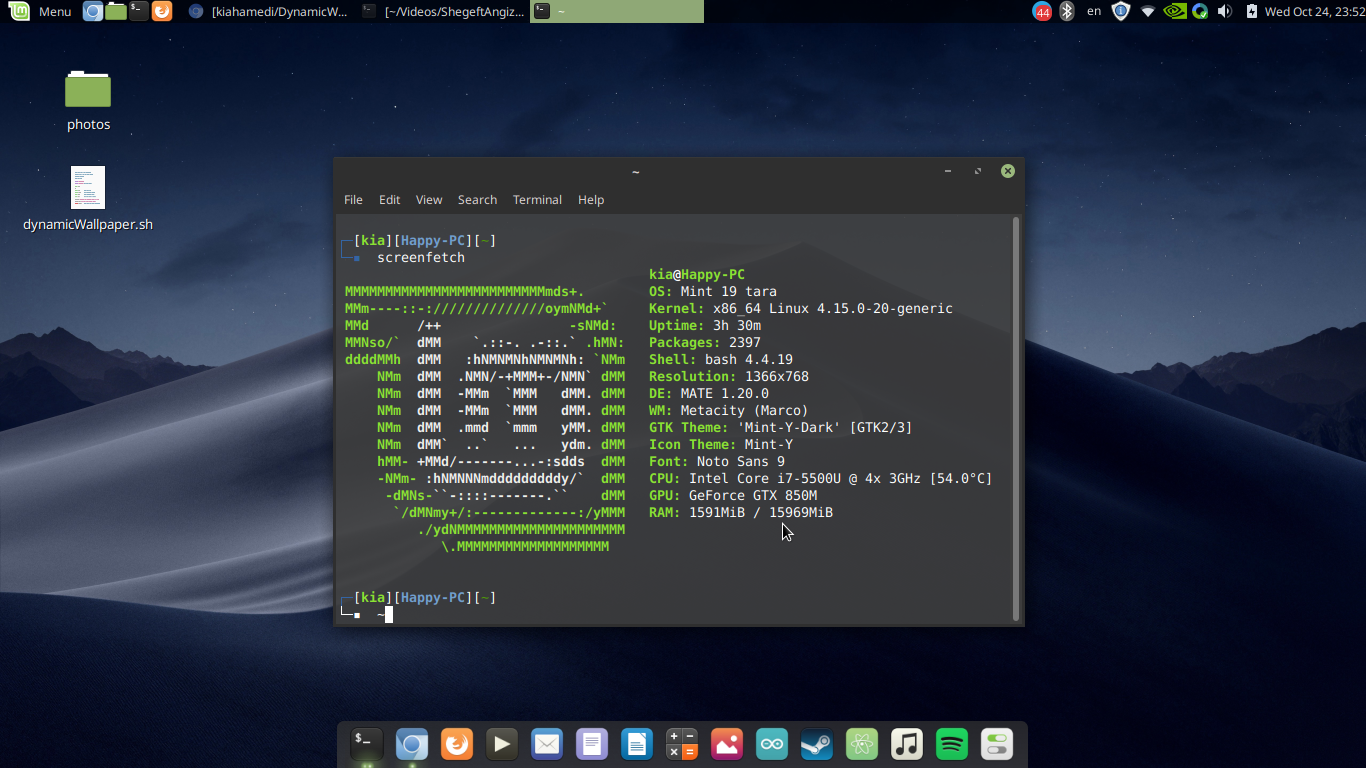 Menu
[kiahamedi/DynamicW...
[~/Videos/ShegeftAngiz...
~
44
en
Wed Oct 24, 23:52
photos
dynamicWallpaper.sh
~
File Edit View Search Terminal Help
[kia][Happy-PC][~]
screenfetch
kia@Happy-PC
MMMMMMMMMMMMMMMMMMMMMMMMMmds+. OS: Mint 19 tara
MMm----::-://////////////oymNMd+` Kernel: x86_64 Linux 4.15.0-20-generic
MMd /++ -sNMd: Uptime: 3h 30m
MMNso/` dMM `.::-. .-::.` .hMN: Packages: 2397
ddddMMh dMM :hNMNMNhNMNMNh: `NMm Shell: bash 4.4.19
NMm dMM .NMN/-+MMM+-/NMN` dMM Resolution: 1366x768
NMm dMM -MMm `MMM dMM. dMM DE: MATE 1.20.0
NMm dMM -MMm `MMM dMM. dMM WM: Metacity (Marco)
NMm dMM .mmd `mmm yMM. dMM GTK Theme: 'Mint-Y-Dark' [GTK2/3]
NMm dMM` ..` ... ydm. dMM Icon Theme: Mint-Y
hMM- +MMd/-------...-:sdds dMM Font: Noto Sans 9
-NMm- :hNMNNNmdddddddddy/` dMM CPU: Intel Core i7-5500U @ 4x 3GHz [54.0°C]
-dMNs-``-::::-------.`` dMM GPU: GeForce GTX 850M
`/dMNmy+/:-------------:/yMMM RAM: 1591MiB / 15969MiB
./ydNMMMMMMMMMMMMMMMMMMMMM
\.MMMMMMMMMMMMMMMMMMM
[kia][Happy-PC][~]
~